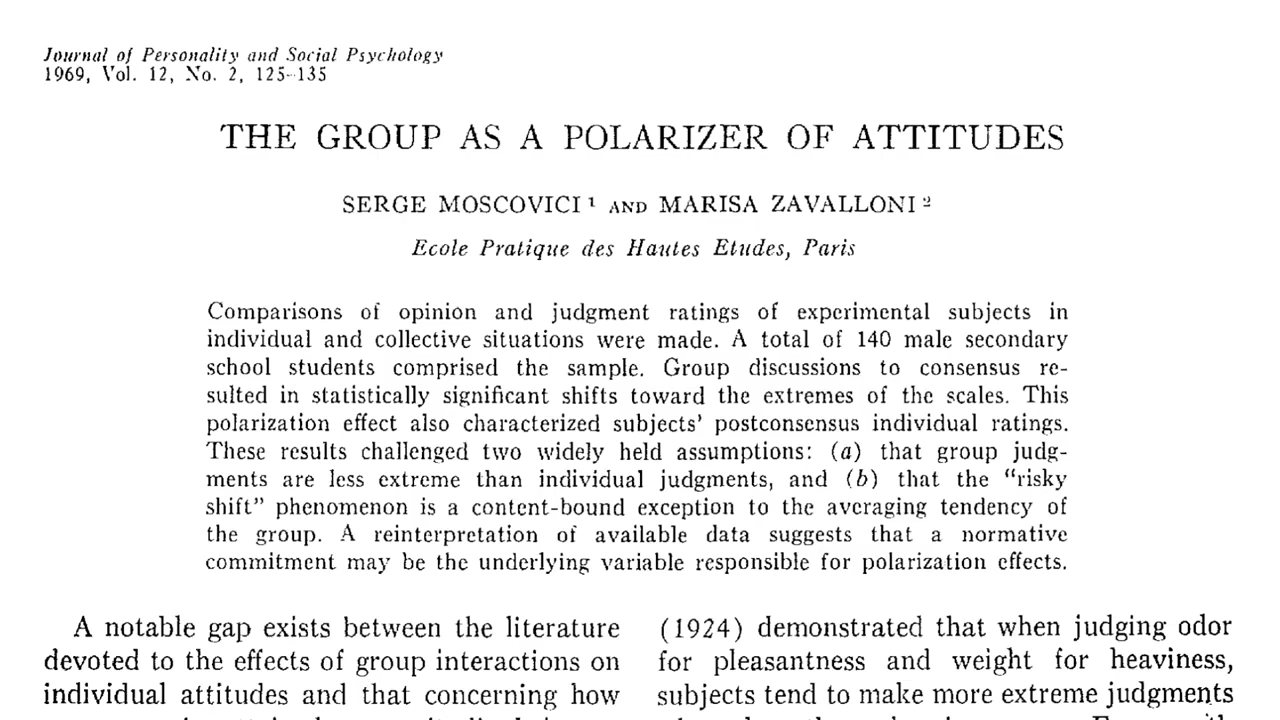 Journal of Personality and Social Psychology
1969, Vol. 12, No. 2, 125-135
THE GROUP AS A POLARIZER OF ATTITUDES
SERGE MOSCOVICI ¹ AND MARISA ZAVALLONI ²
Ecole Pratique des Hautes Etudes, Paris
Comparisons of opinion and judgment ratings of experimental subjects in
individual and collective situations were made. A total of 140 male secondary
school students comprised the sample. Group discussions to consensus re-
sulted in statistically significant shifts toward the extremes of the scales. This
polarization effect also characterized subjects' postconsensus individual ratings.
These results challenged two widely held assumptions: (a) that group judg-
ments are less extreme than individual judgments, and (b) that the "risky
shift" phenomenon is a content-bound exception to the averaging tendency of
the group. A reinterpretation of available data suggests that a normative
commitment may be the underlying variable responsible for polarization effects.
A notable gap exists between the literature
devoted to the effects of group interactions on
individual attitudes and that concerning how
(1924) demonstrated that when judging odor
for pleasantness and weight for heaviness,
subjects tend to make more extreme judgments